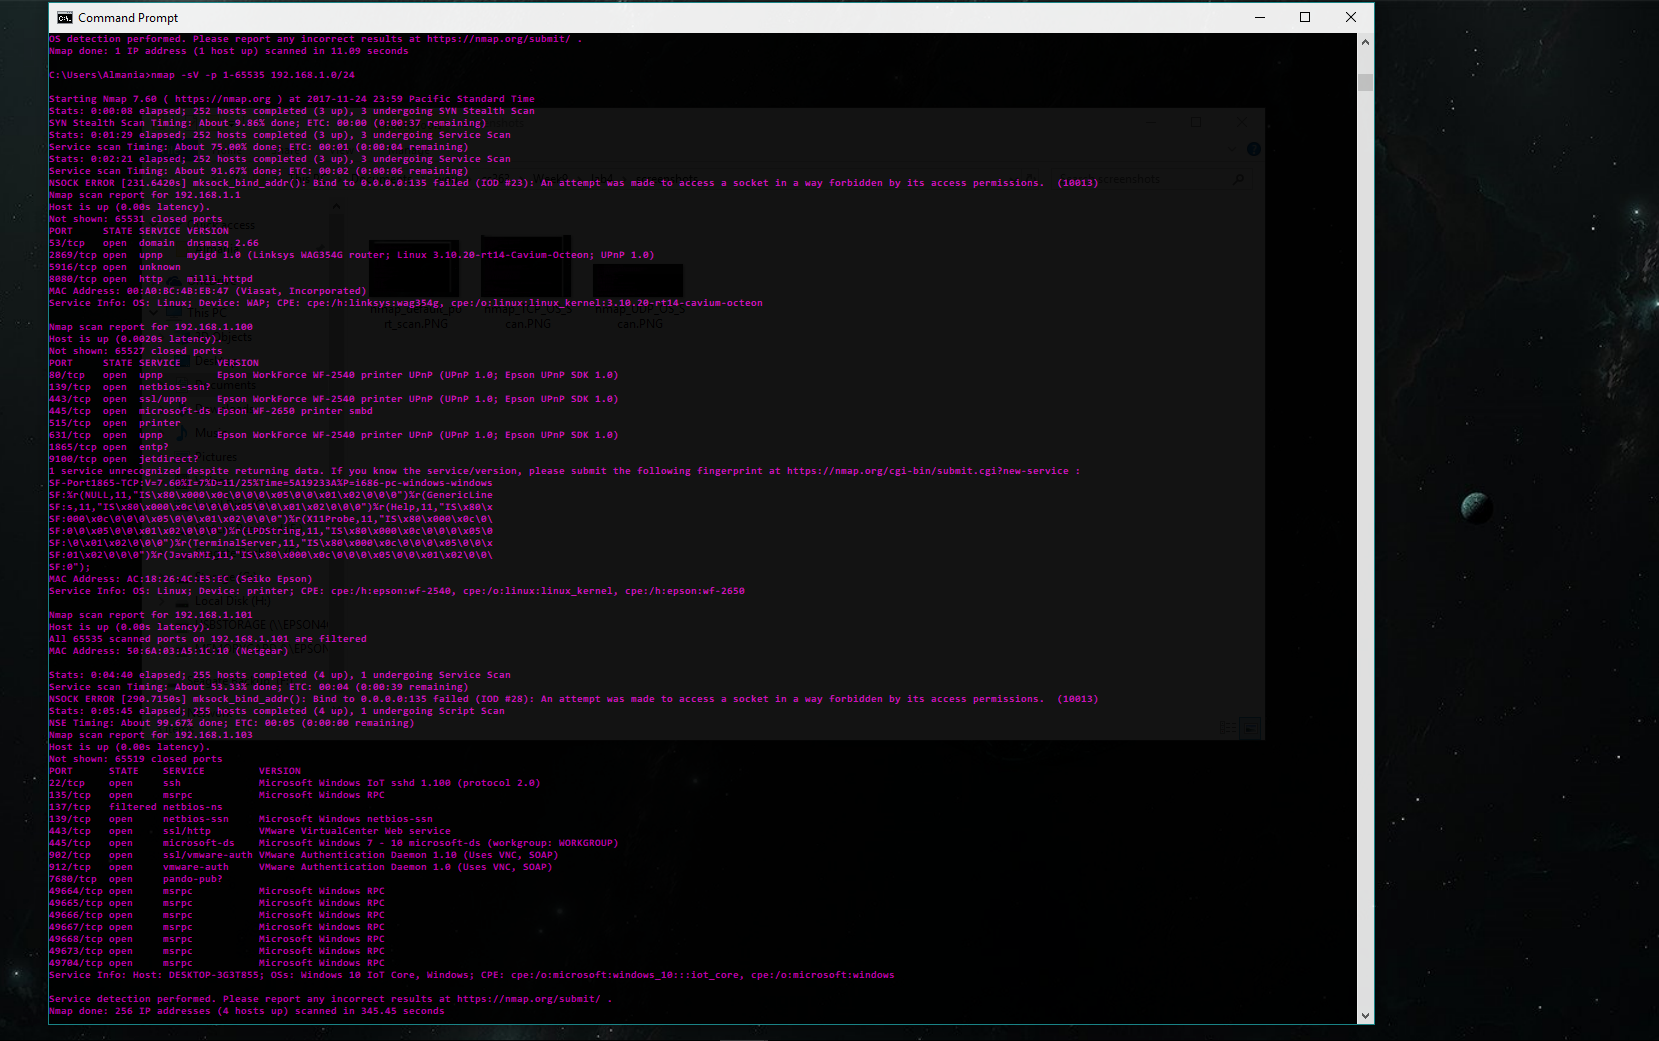 Command Prompt
OS detection performed. Please report any incorrect results at https://nmap.org/submit/ .
Nmap done: 1 IP address (1 host up) scanned in 11.09 seconds
C:\Users\Almania>nmap -sV -p 1-65535 192.168.1.0/24
Starting Nmap 7.60 ( https://nmap.org ) at 2017-11-24 23:59 Pacific Standard Time
Stats: 0:00:08 elapsed; 252 hosts completed (3 up), 3 undergoing SYN Stealth Scan
SYN Stealth Scan Timing: About 9.86% done; ETC: 00:00 (0:00:37 remaining)
Stats: 0:01:29 elapsed; 252 hosts completed (3 up), 3 undergoing Service Scan
Service scan Timing: About 75.00% done; ETC: 00:01 (0:00:04 remaining)
Stats: 0:02:21 elapsed; 252 hosts completed (3 up), 3 undergoing Service Scan
Service scan Timing: About 91.67% done; ETC: 00:02 (0:00:06 remaining)
NSOCK ERROR [231.6420s] mksock_bind_addr(): Bind to 0.0.0.0:135 failed (IOD #23): An attempt was made to access a socket in a way forbidden by its access permissions.  (10013)
Nmap scan report for 192.168.1.1
Host is up (0.00s latency).
Not shown: 65531 closed ports
PORT     STATE SERVICE VERSION
53/tcp   open  domain  dnsmasq 2.66
2869/tcp open  upnp    myigd 1.0 (Linksys WAG354G router; Linux 3.10.20-rt14-Cavium-Octeon; UPnP 1.0)
5916/tcp open  unknown
8080/tcp open  http    milli_httpd
MAC Address: 00:A0:BC:4B:EB:47 (Viasat, Incorporated)
Service Info: OS: Linux; Device: WAP; CPE: cpe:/h:linksys:wag354g, cpe:/o:linux:linux_kernel:3.10.20-rt14-cavium-octeon
Nmap scan report for 192.168.1.100
Host is up (0.0020s latency).
Not shown: 65527 closed ports
PORT     STATE SERVICE      VERSION
80/tcp   open  upnp         Epson WorkForce WF-2540 printer UPnP (UPnP 1.0; Epson UPnP SDK 1.0)
139/tcp  open  netbios-ssn?
443/tcp  open  ssl/upnp     Epson WorkForce WF-2540 printer UPnP (UPnP 1.0; Epson UPnP SDK 1.0)
445/tcp  open  microsoft-ds Epson WF-2650 printer smbd
515/tcp  open  printer
631/tcp  open  upnp         Epson WorkForce WF-2540 printer UPnP (UPnP 1.0; Epson UPnP SDK 1.0)
1865/tcp open  entp?
9100/tcp open  jetdirect?
1 service unrecognized despite returning data. If you know the service/version, please submit the following fingerprint at https://nmap.org/cgi-bin/submit.cgi?new-service :
SF-Port1865-TCP:V=7.60%I=7%D=11/25%Time=5A19233A%P=i686-pc-windows-windows
SF:%r(NULL,11,"IS\x80\x000\x0c\0\0\0\x05\0\0\x01\x02\0\0\0")%r(GenericLine
SF:s,11,"IS\x80\x000\x0c\0\0\0\x05\0\0\x01\x02\0\0\0")%r(Help,11,"IS\x80\x
SF:000\x0c\0\0\0\x05\0\0\x01\x02\0\0\0")%r(X11Probe,11,"IS\x80\x000\x0c\0\
SF:0\0\x05\0\0\x01\x02\0\0\0")%r(LPDString,11,"IS\x80\x000\x0c\0\0\0\x05\0
SF:\0\x01\x02\0\0\0")%r(TerminalServer,11,"IS\x80\x000\x0c\0\0\0\x05\0\0\x
SF:01\x02\0\0\0")%r(JavaRMI,11,"IS\x80\x000\x0c\0\0\0\x05\0\0\x01\x02\0\0\
SF:0");
MAC Address: AC:18:26:4C:E5:EC (Seiko Epson)
Service Info: OS: Linux; Device: printer; CPE: cpe:/h:epson:wf-2540, cpe:/o:linux:linux_kernel, cpe:/h:epson:wf-2650
Nmap scan report for 192.168.1.101
Host is up (0.00s latency).
All 65535 scanned ports on 192.168.1.101 are filtered
MAC Address: 50:6A:03:A5:1C:10 (Netgear)
Stats: 0:04:40 elapsed; 255 hosts completed (4 up), 1 undergoing Service Scan
Service scan Timing: About 53.33% done; ETC: 00:04 (0:00:39 remaining)
NSOCK ERROR [290.7150s] mksock_bind_addr(): Bind to 0.0.0.0:135 failed (IOD #28): An attempt was made to access a socket in a way forbidden by its access permissions.  (10013)
Stats: 0:05:45 elapsed; 255 hosts completed (4 up), 1 undergoing Script Scan
NSE Timing: About 99.67% done; ETC: 00:05 (0:00:00 remaining)
Nmap scan report for 192.168.1.103
Host is up (0.00s latency).
Not shown: 65519 closed ports
PORT      STATE    SERVICE         VERSION
22/tcp    open     ssh             Microsoft Windows IoT sshd 1.100 (protocol 2.0)
135/tcp   open     msrpc           Microsoft Windows RPC
137/tcp   filtered netbios-ns
139/tcp   open     netbios-ssn     Microsoft Windows netbios-ssn
443/tcp   open     ssl/http        VMware VirtualCenter Web service
445/tcp   open     microsoft-ds    Microsoft Windows 7 - 10 microsoft-ds (workgroup: WORKGROUP)
902/tcp   open     ssl/vmware-auth VMware Authentication Daemon 1.10 (Uses VNC, SOAP)
912/tcp   open     vmware-auth     VMware Authentication Daemon 1.0 (Uses VNC, SOAP)
7680/tcp  open     pando-pub?
49664/tcp open     msrpc           Microsoft Windows RPC
49665/tcp open     msrpc           Microsoft Windows RPC
49666/tcp open     msrpc           Microsoft Windows RPC
49667/tcp open     msrpc           Microsoft Windows RPC
49668/tcp open     msrpc           Microsoft Windows RPC
49673/tcp open     msrpc           Microsoft Windows RPC
49704/tcp open     msrpc           Microsoft Windows RPC
Service Info: Host: DESKTOP-3G3T855; OSs: Windows 10 IoT Core, Windows; CPE: cpe:/o:microsoft:windows_10:::iot_core, cpe:/o:microsoft:windows
Service detection performed. Please report any incorrect results at https://nmap.org/submit/ .
Nmap done: 256 IP addresses (4 hosts up) scanned in 345.45 seconds